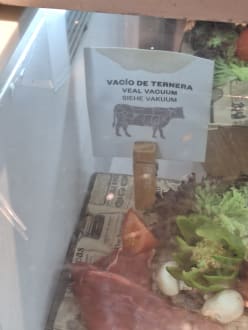 VACÍO DE TERNERA
VEAL VACUUM
SIEHE VAKUUM